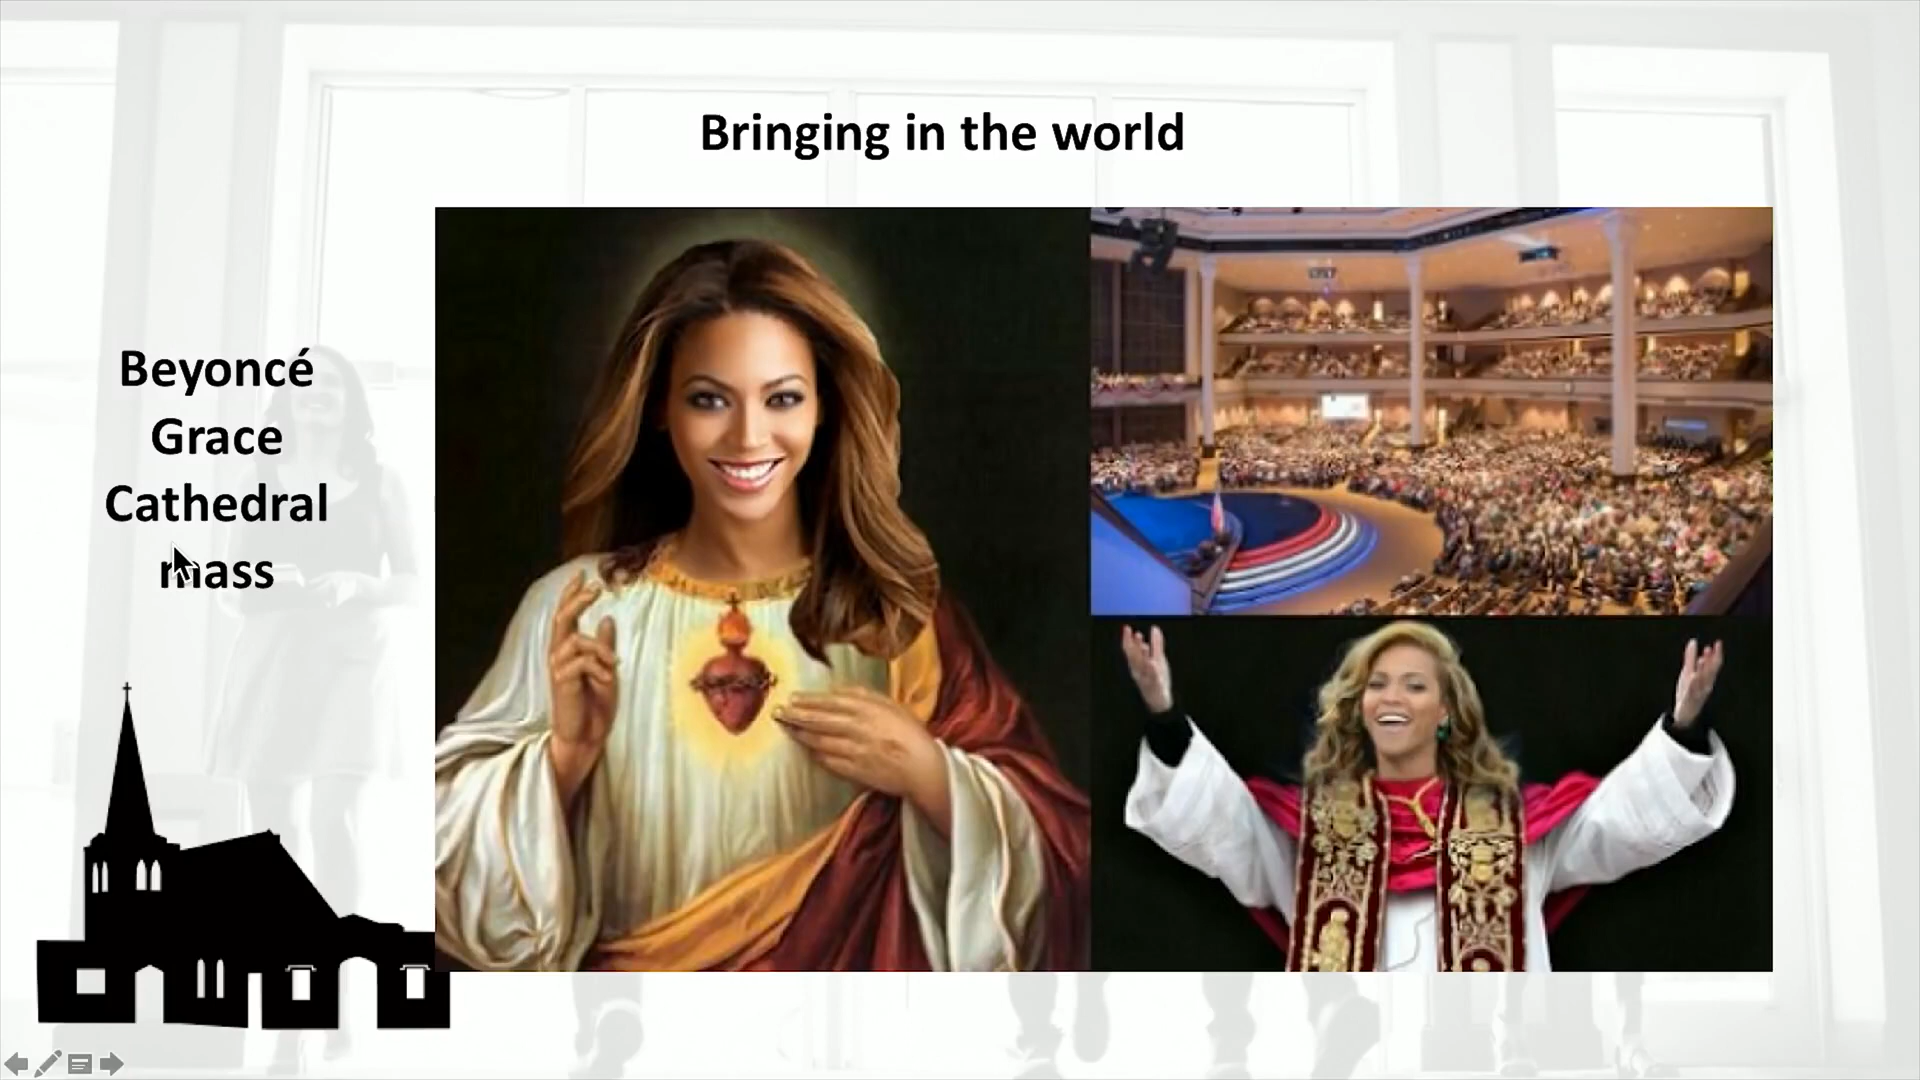 Bringing in the world
Beyoncé
Grace
Cathedral
mass